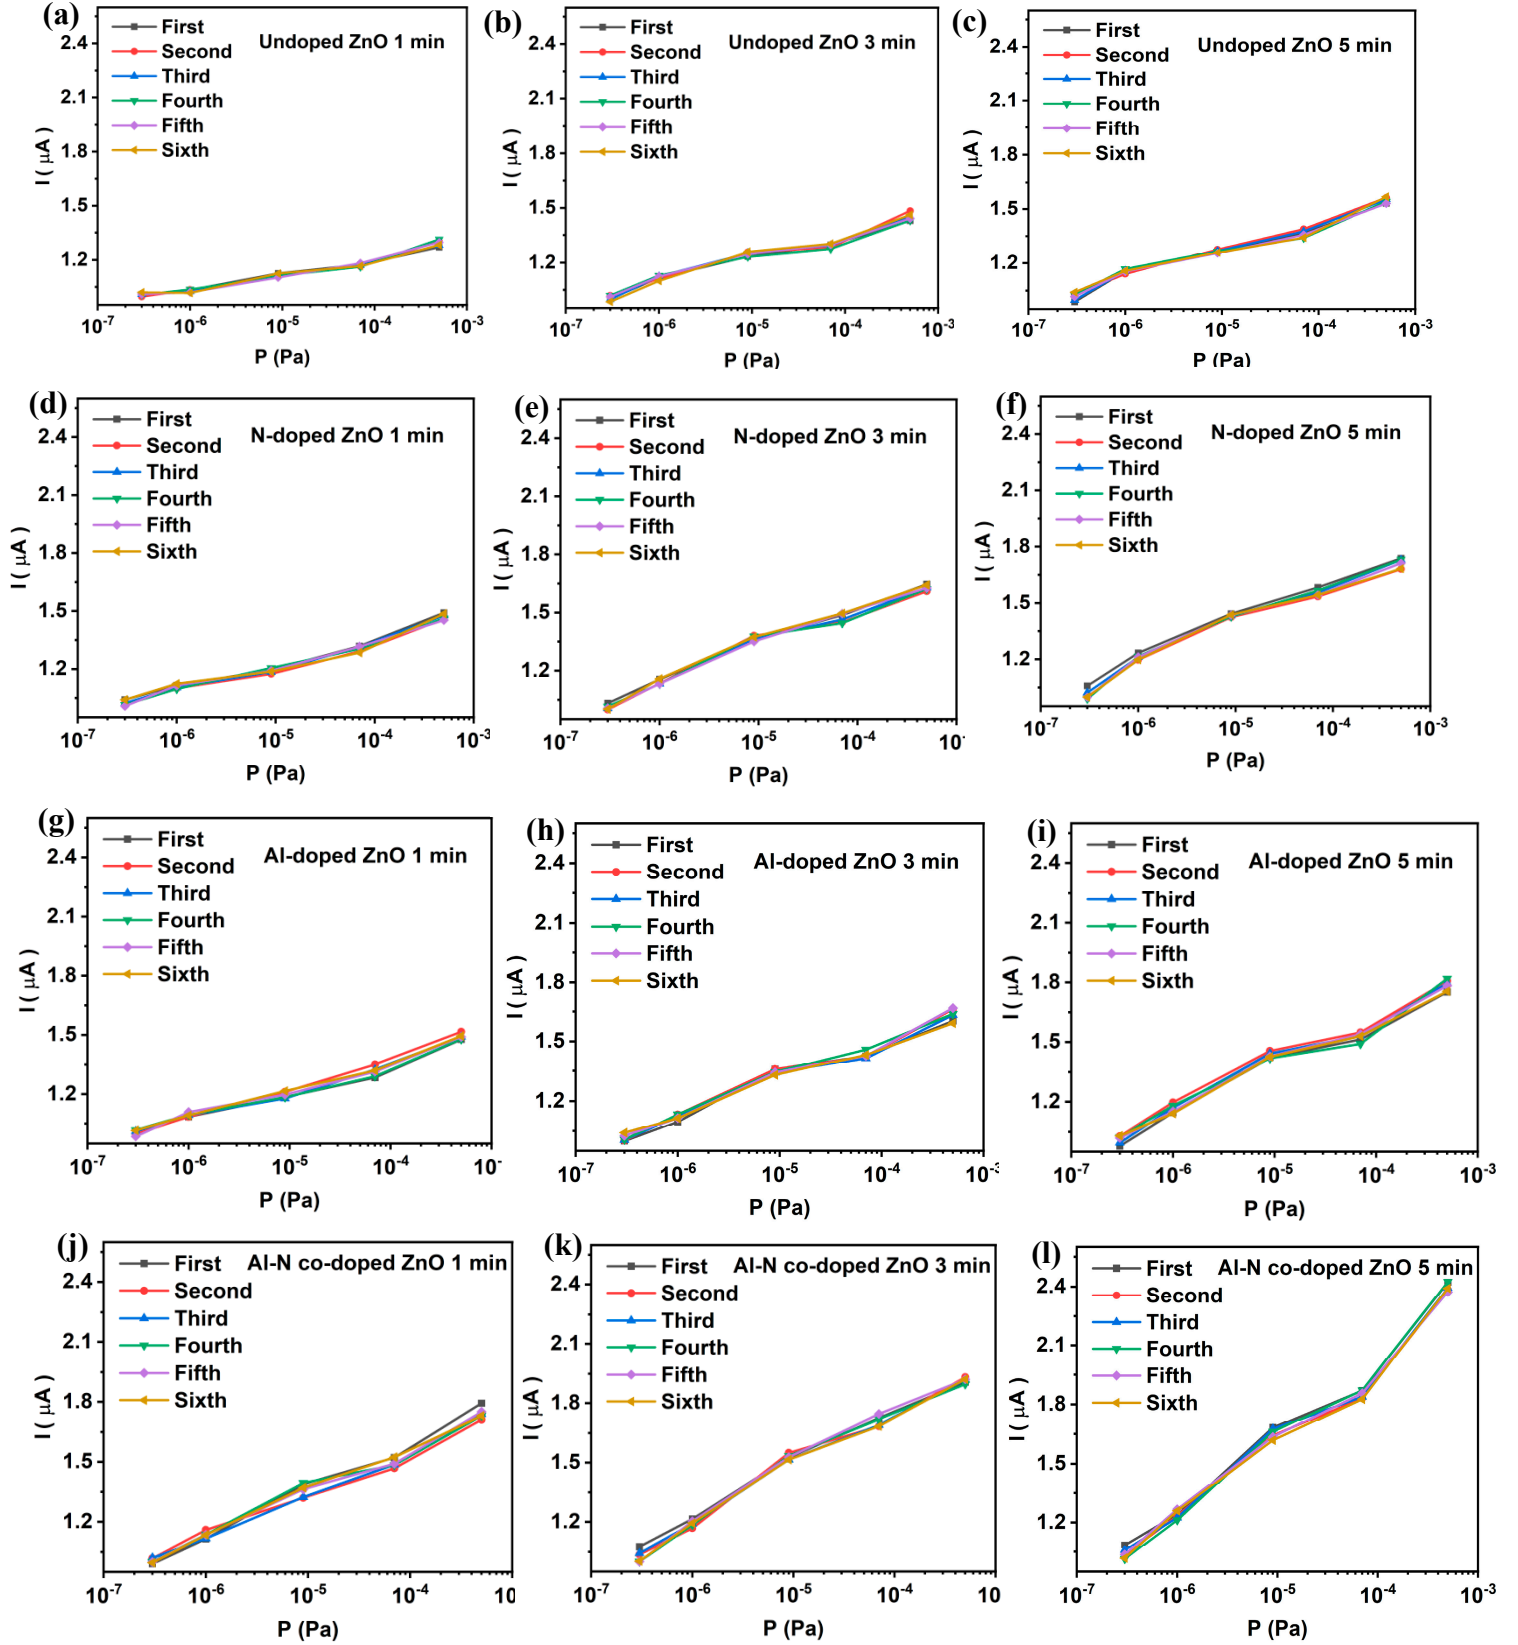 (a)
First
Second
Third
Fourth
Fifth
Sixth
Undoped ZnO 1 min
2.4
2.1
1.8
1.5
1.2
I ( μA )
10-7 10-6 10-5 10-4 10-3
P (Pa)
(b)
First
Second
Third
Fourth
Fifth
Sixth
Undoped ZnO 3 min
2.4
2.1
1.8
1.5
1.2
I ( μA )
10-7 10-6 10-5 10-4 10-3
P (Pa)
(c)
First
Second
Third
Fourth
Fifth
Sixth
Undoped ZnO 5 min
2.4
2.1
1.8
1.5
1.2
I ( μA )
10-7 10-6 10-5 10-4 10-3
P (Pa)
(d)
First
Second
Third
Fourth
Fifth
Sixth
N-doped ZnO 1 min
2.4
2.1
1.8
1.5
1.2
I ( μA )
10-7 10-6 10-5 10-4 10-3
P (Pa)
(e)
First
Second
Third
Fourth
Fifth
Sixth
N-doped ZnO 3 min
2.4
2.1
1.8
1.5
1.2
I ( μA )
10-7 10-6 10-5 10-4 10-
P (Pa)
(f)
First
Second
Third
Fourth
Fifth
Sixth
N-doped ZnO 5 min
2.4
2.1
1.8
1.5
1.2
I ( μA )
10-7 10-6 10-5 10-4 10-3
P (Pa)
(g)
First
Second
Third
Fourth
Fifth
Sixth
Al-doped ZnO 1 min
2.4
2.1
1.8
1.5
1.2
I ( μA )
10-7 10-6 10-5 10-4 10-
P (Pa)
(h)
First
Second
Third
Fourth
Fifth
Sixth
Al-doped ZnO 3 min
2.4
2.1
1.8
1.5
1.2
I ( μA )
10-7 10-6 10-5 10-4 10-3
P (Pa)
(i)
First
Second
Third
Fourth
Fifth
Sixth
Al-doped ZnO 5 min
2.4
2.1
1.8
1.5
1.2
I ( μA )
10-7 10-6 10-5 10-4 10-3
P (Pa)
(j)
First
Second
Third
Fourth
Fifth
Sixth
Al-N co-doped ZnO 1 min
2.4
2.1
1.8
1.5
1.2
I ( μA )
10-7 10-6 10-5 10-4 10
P (Pa)
(k)
First
Second
Third
Fourth
Fifth
Sixth
Al-N co-doped ZnO 3 min
2.4
2.1
1.8
1.5
1.2
I ( μA )
10-7 10-6 10-5 10-4 10
P (Pa)
(l)
First
Second
Third
Fourth
Fifth
Sixth
Al-N co-doped ZnO 5 min
2.4
2.1
1.8
1.5
1.2
I ( μA )
10-7 10-6 10-5 10-4 10-3
P (Pa)